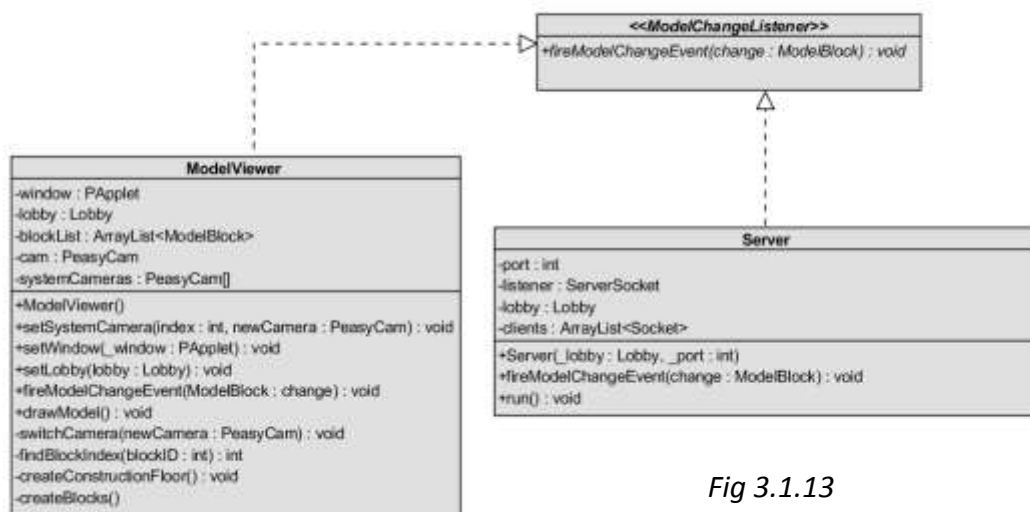 <<ModelChangeListener>>
+fireModelChangeEvent(change : ModelBlock) : void
ModelViewer
-window : PApplet
-lobby : Lobby
-blockList : ArrayList<ModelBlock>
-cam : PeasyCam
-systemCameras : PeasyCam[]
+ModelViewer()
+setSystemCamera(index : int, newCamera : PeasyCam) : void
+setWindow(_window : PApplet) : void
+setLobby(lobby : Lobby) : void
+fireModelChangeEvent(ModelBlock : change) : void
+drawModel() : void
-switchCamera(newCamera : PeasyCam) : void
-findBlockIndex(blockID : int) : int
-createConstructionFloor() : void
-createBlocks()
Server
-port : int
-listener : ServerSocket
-lobby : Lobby
-clients : ArrayList<Socket>
+Server(_lobby : Lobby, _port : int)
+fireModelChangeEvent(change : ModelBlock) : void
+run() : void
Fig 3.1.13